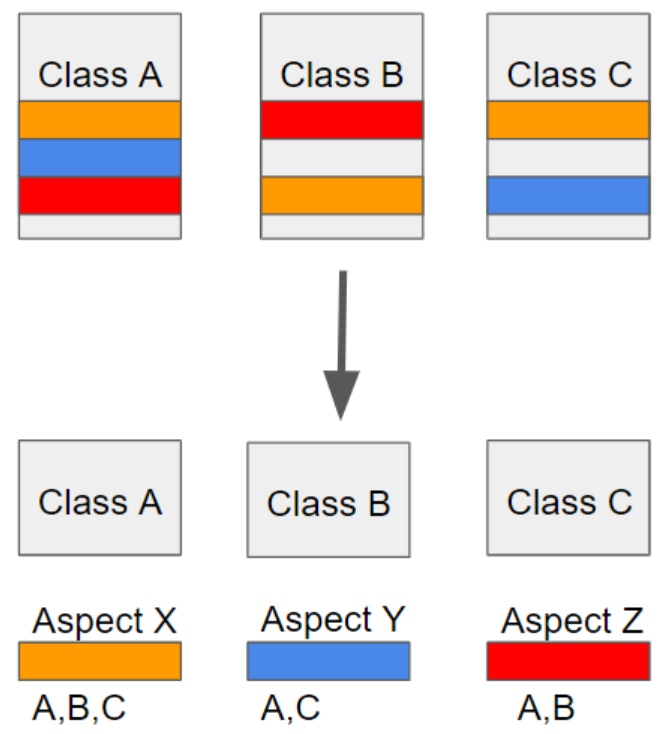 Class A
Class B
Class C
Class A
Class B
Class C
Aspect X
Aspect Y
Aspect Z
A,B,C
A,C
A,B